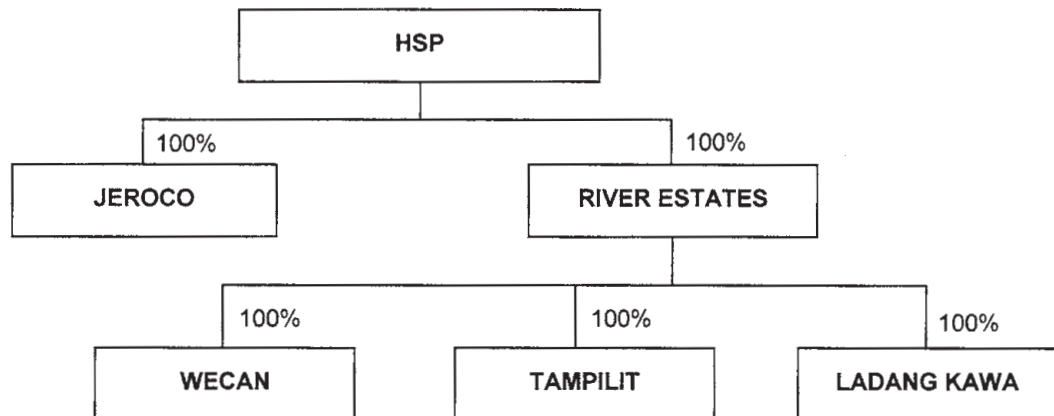 HSP
100%
100%
JEROCO
RIVER ESTATES
100%
100%
100%
WECAN
TAMPILIT
LADANG KAWA